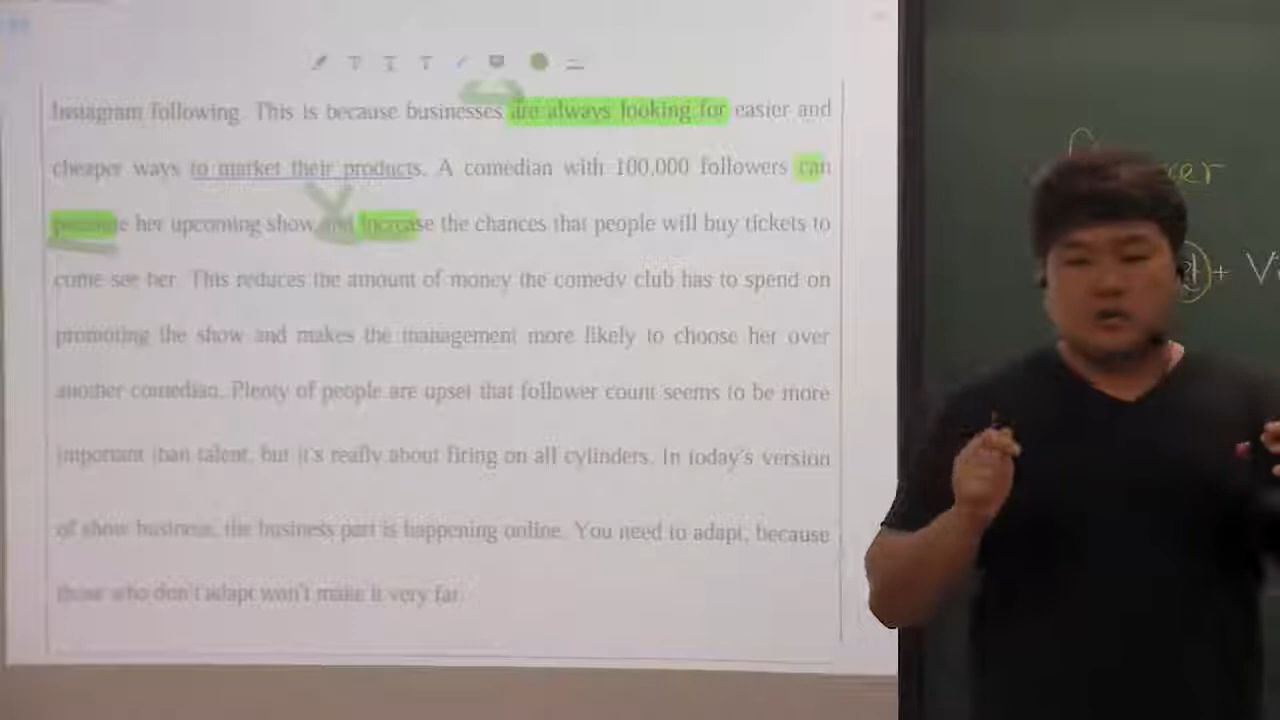 Instagram following. This is because businesses are always looking for easier and
cheaper ways to market their products. A comedian with 100,000 followers can
promote her upcoming show and increase the chances that people will buy tickets to
come see her. This reduces the amount of money the comedy club has to spend on
promoting the show and makes the management more likely to choose her over
another comedian. Plenty of people are upset that follower count seems to be more
important than talent, but it's really about firing on all cylinders. In today's version
of show business, the business part is happening online. You need to adapt, because
those who don't adapt won't make it very far.
+ V